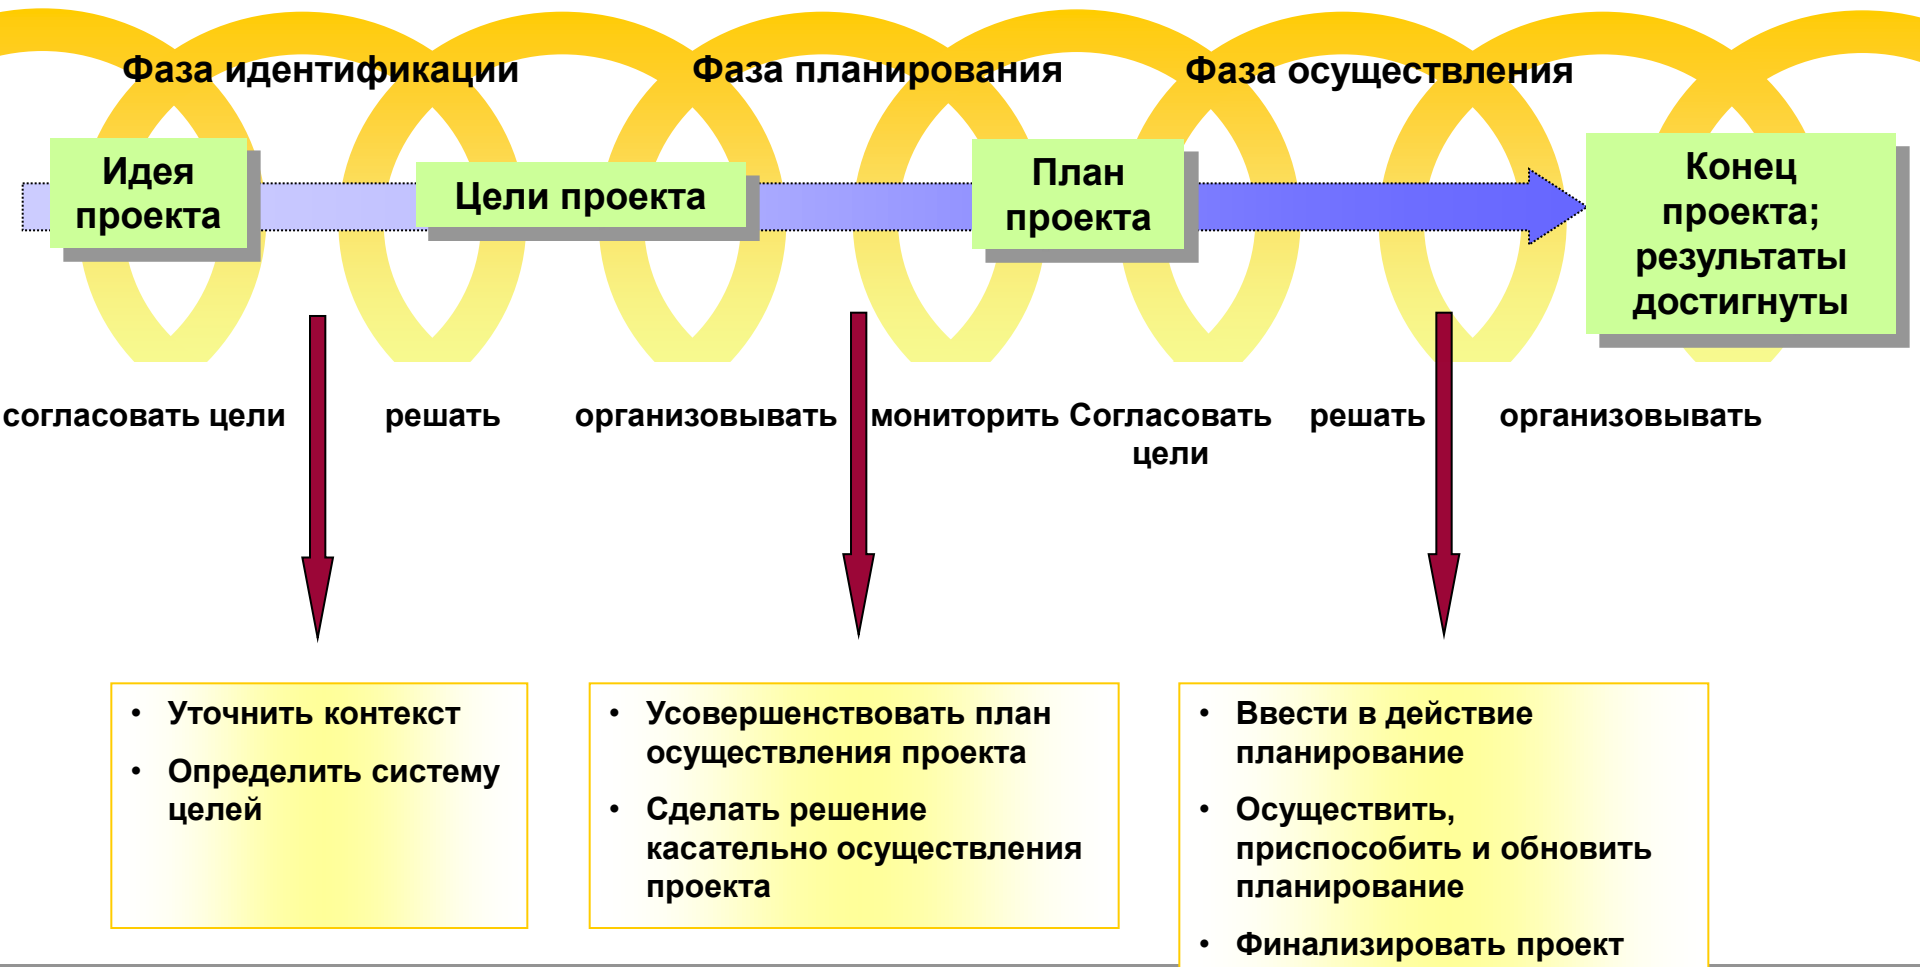 Фаза идентификации
Фаза планирования
Фаза осуществления
Идея
проекта
Цели проекта
План
проекта
Конец
проекта;
результаты
достигнуты
согласовать цели
решать
организовывать
мониторить
Согласовать
цели
решать
организовывать
• Уточнить контекст
• Определить систему
целей
• Усовершенствовать план
осуществления проекта
• Сделать решение
касательно осуществления
проекта
• Ввести в действие
планирование
• Осуществить,
приспособить и обновить
планирование
• Финализировать проект